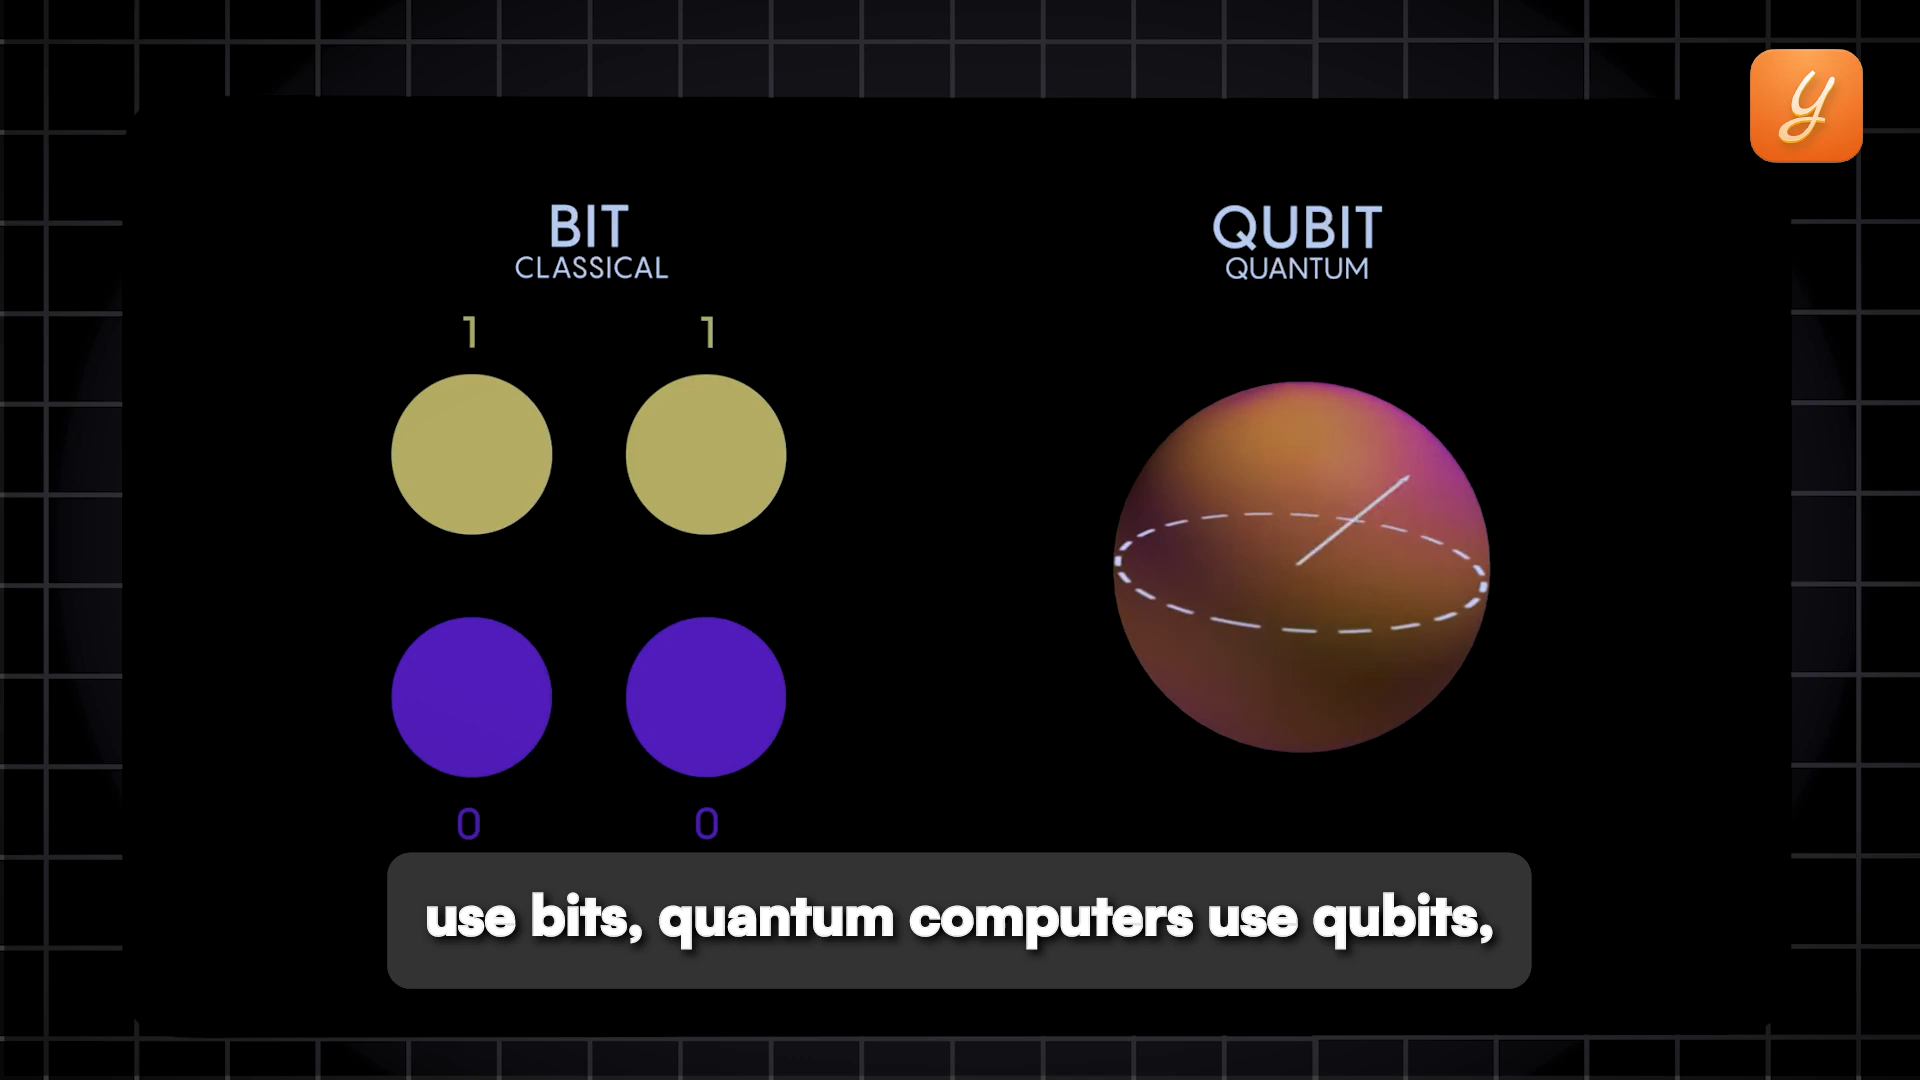 y
BIT
CLASSICAL
1 1
0 0
QUBIT
QUANTUM
use bits, quantum computers use qubits,